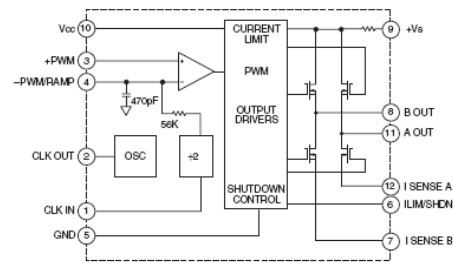 Vcc 10
CURRENT LIMIT
9 +Vs
+PWM 3
+
PWM
–PWM/RAMP 4
–
470pF
OUTPUT DRIVERS
8 B OUT
56K
11 A OUT
CLK OUT 2
OSC
÷2
12 I SENSE A
SHUTDOWN CONTROL
6 ILIM/SHDN
CLK IN 1
GND 5
7 I SENSE B